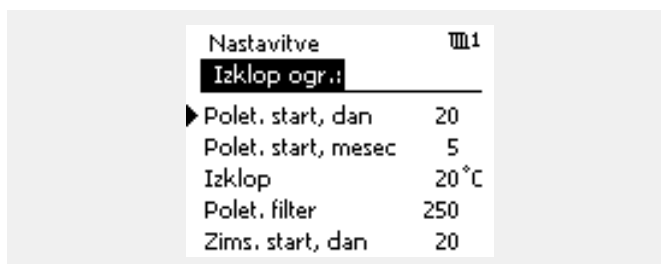 Nastavitve 1
Izklop ogr.:
Polet. start, dan 20
Polet. start, mesec 5
Izklop 20 °C
Polet. filter 250
Zims. start, dan 20